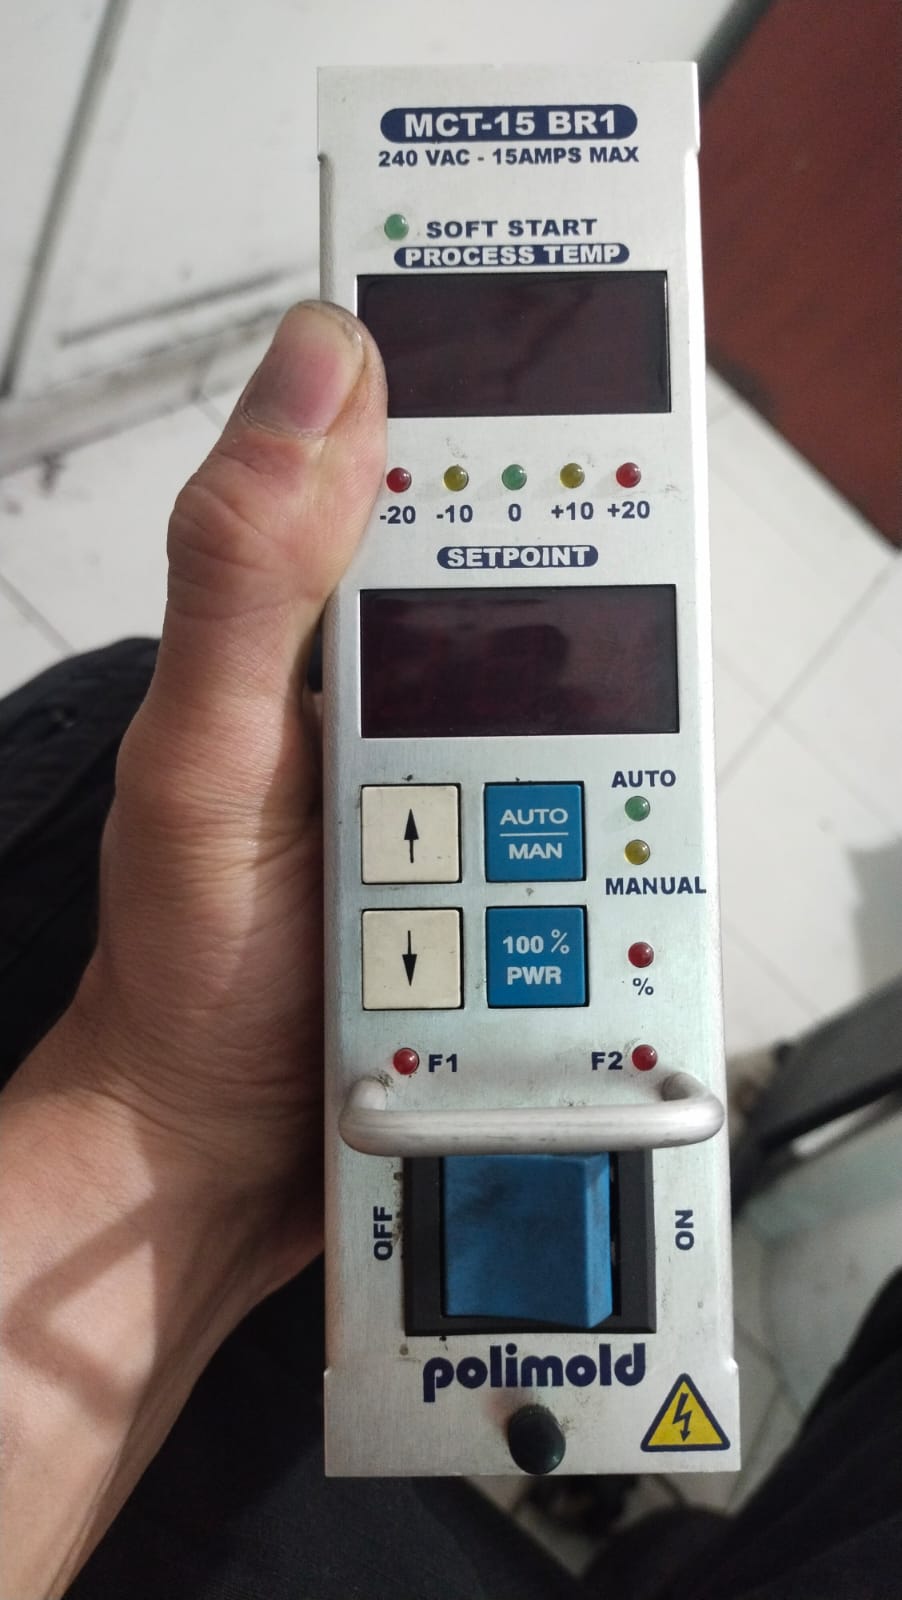 MCT-15 BR1
240 VAC - 15AMPS MAX
SOFT START
PROCESS TEMP
-20 -10 0 +10 +20
SETPOINT
AUTO
AUTO
MAN
MANUAL
100 %
PWR
%
F1 F2
OFF ON
polimold